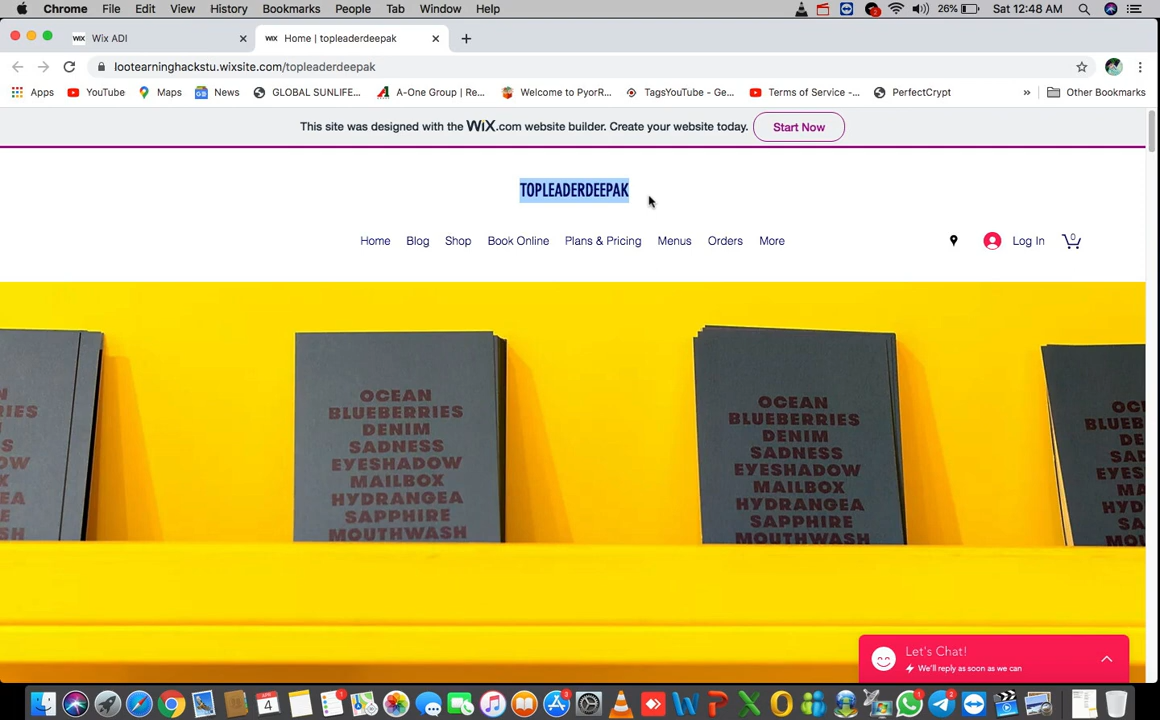 Chrome File Edit View History Bookmarks People Tab Window Help 26% Sat 12:48 AM
WiX Wix ADI WiX Home | topleaderdeepak
lootearninghackstu.wixsite.com/topleaderdeepak
Apps YouTube Maps News GLOBAL SUNLIFE... A-One Group | Re... Welcome to PyorR... TagsYouTube - Ge... Terms of Service -... PerfectCrypt » Other Bookmarks
This site was designed with the WiX.com website builder. Create your website today. Start Now
TOPLEADERDEEPAK
Home Blog Shop Book Online Plans & Pricing Menus Orders More Log In 0
OCEAN
BLUEBERRIES
DENIM
SADNESS
EYESHADOW
MAILBOX
HYDRANGEA
SAPPHIRE
MOUTHWASH
OCEAN
BLUEBERRIES
DENIM
SADNESS
EYESHADOW
MAILBOX
HYDRANGEA
SAPPHIRE
MOUTHWASH
Let's Chat!
We'll reply as soon as we can